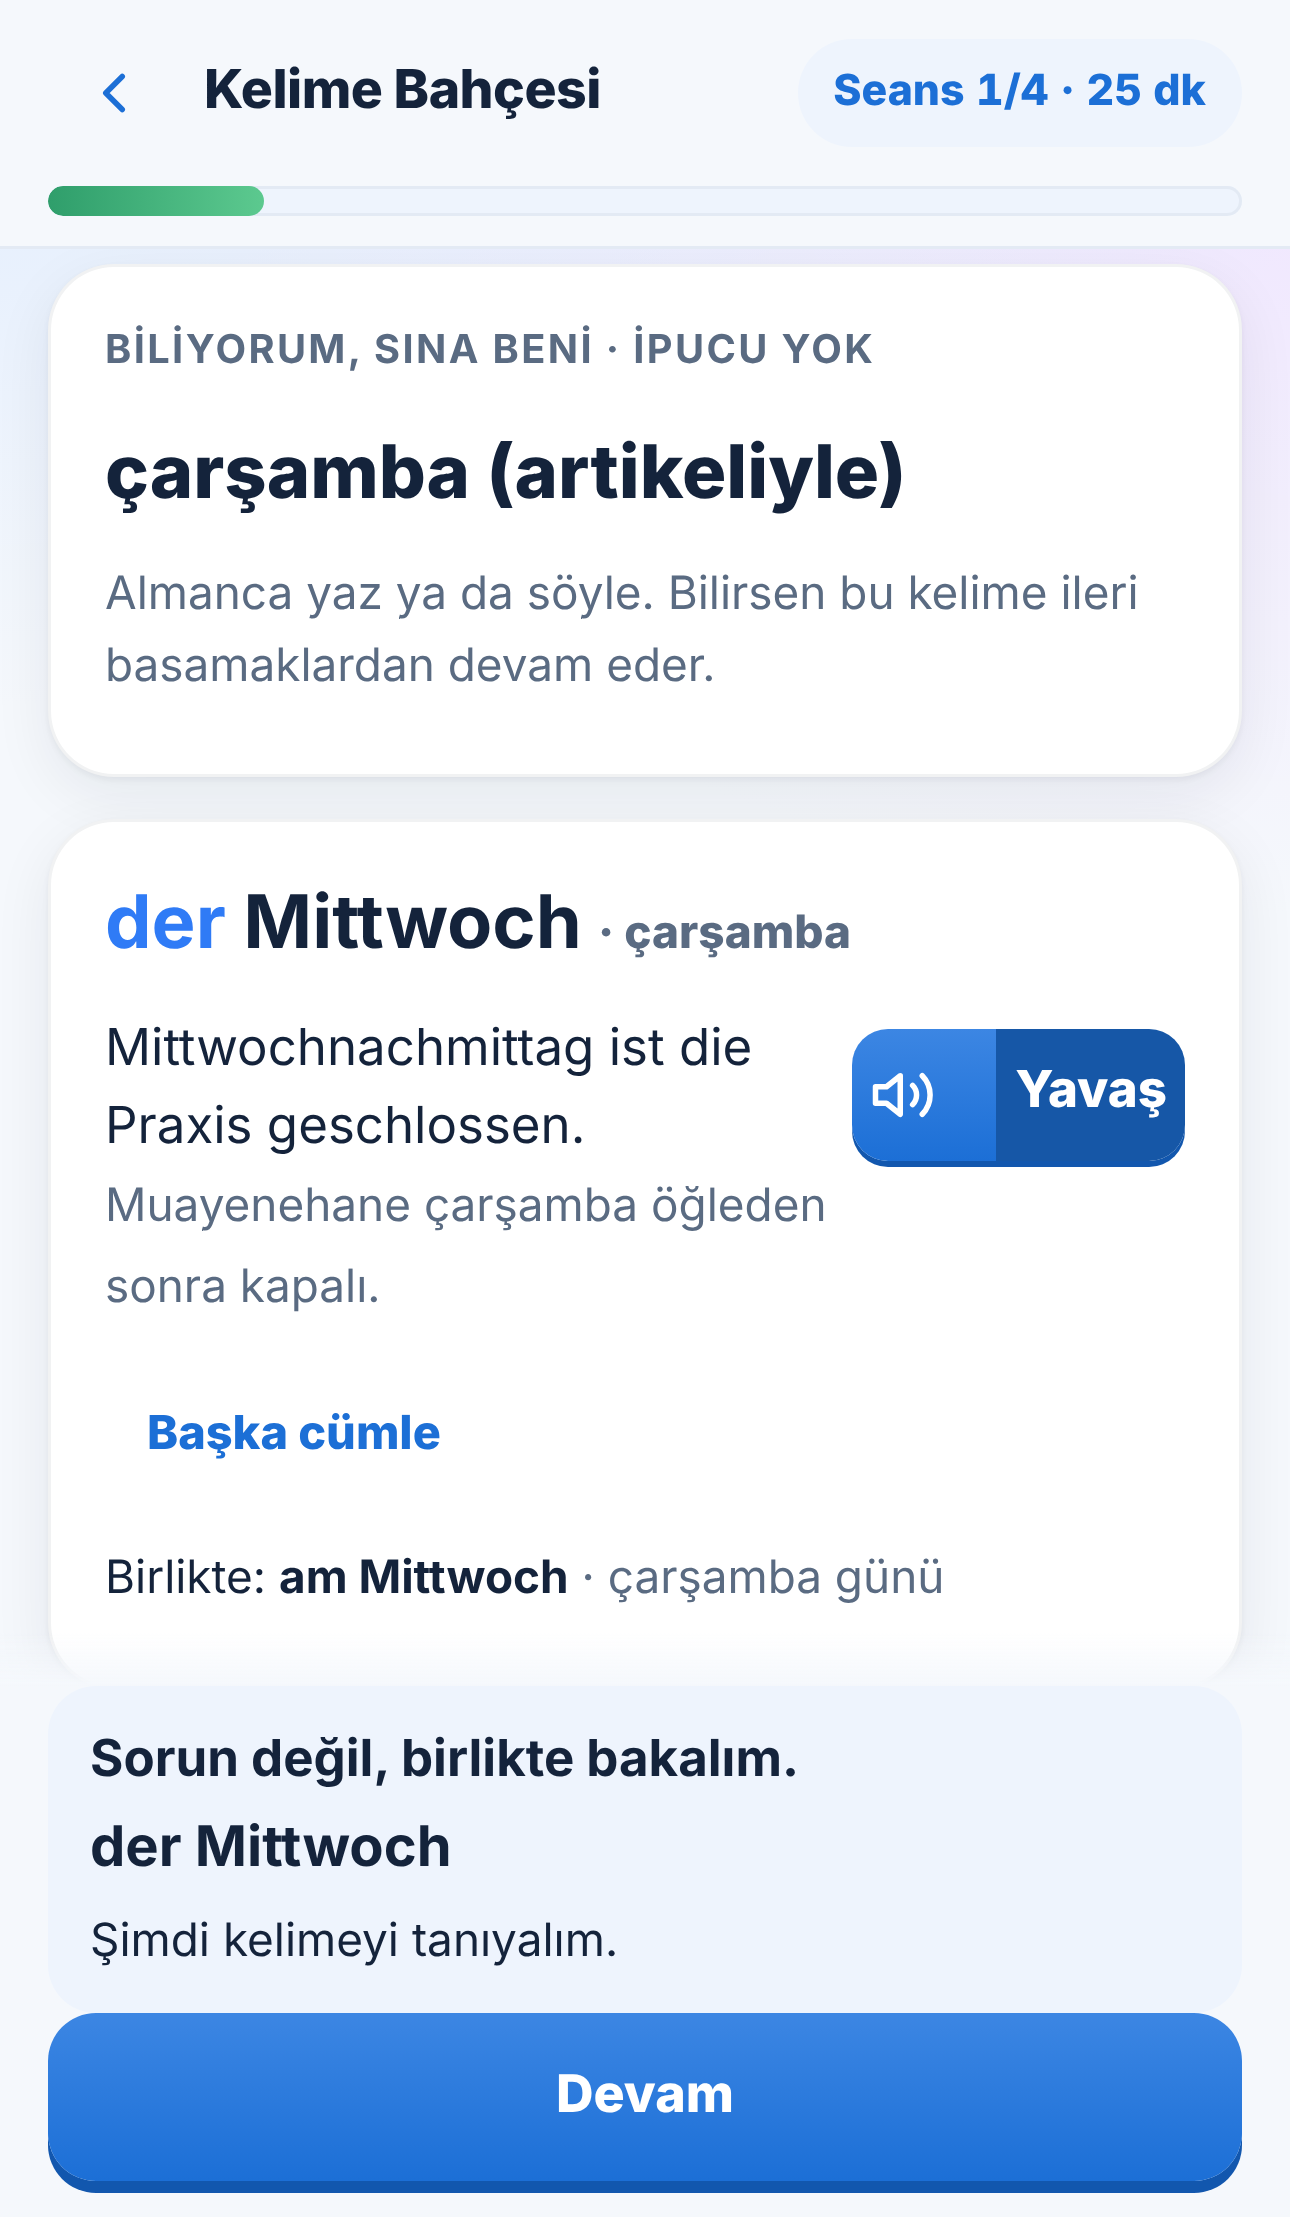 Kelime Bahçesi
Seans 1/4 · 25 dk
BİLİYORUM, SINA BENİ · İPUCU YOK
çarşamba (artikeliyle)
Almanca yaz ya da söyle. Bilirsen bu kelime ileri
basamaklardan devam eder.
der Mittwoch · çarşamba
Mittwochnachmittag ist die
Praxis geschlossen.
Yavaş
Muayenehane çarşamba öğleden
sonra kapalı.
Başka cümle
Birlikte: am Mittwoch · çarşamba günü
Sorun değil, birlikte bakalım.
der Mittwoch
Şimdi kelimeyi tanıyalım.
Devam